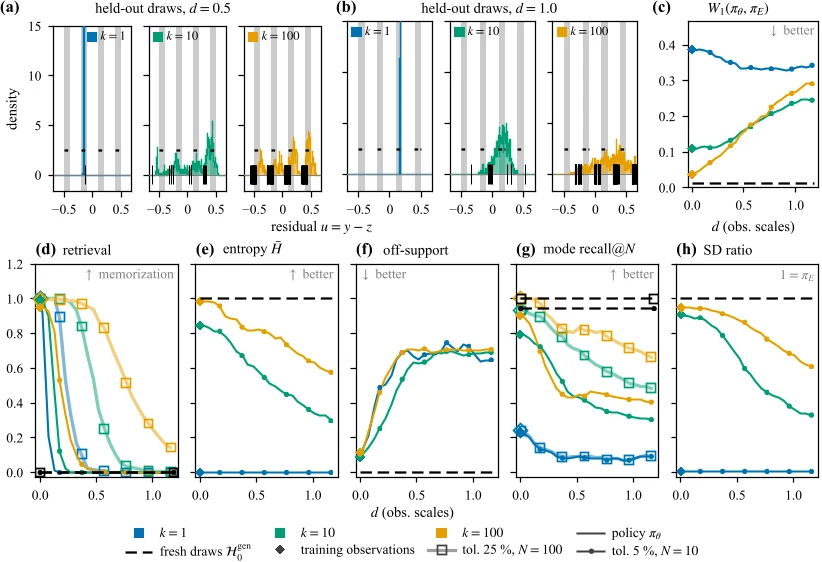 (a) held-out draws, d = 0.5 (b) held-out draws, d = 1.0 (c) W₁(πθ, πE)
k = 1 k = 10 k = 100 k = 1 k = 10 k = 100 ↓ better
15
10
5
0
density
−0.5 0 0.5 −0.5 0 0.5 −0.5 0 0.5 −0.5 0 0.5 −0.5 0 0.5 −0.5 0 0.5
residual u = y − z
0.4
0.3
0.2
0.1
0.0
0.0 0.5 1.0
d (obs. scales)
(d) retrieval (e) entropy H̄ (f) off-support (g) mode recall@N (h) SD ratio
↑ memorization ↑ better ↓ better ↑ better 1 = πE
1.2
1.0
0.8
0.6
0.4
0.2
0.0
0.0 0.5 1.0 0.0 0.5 1.0 0.0 0.5 1.0 0.0 0.5 1.0 0.0 0.5 1.0
d (obs. scales)
k = 1 k = 10 k = 100 policy πθ
fresh draws ℋ₀ᵍᵉⁿ training observations tol. 25 %, N = 100 tol. 5 %, N = 10